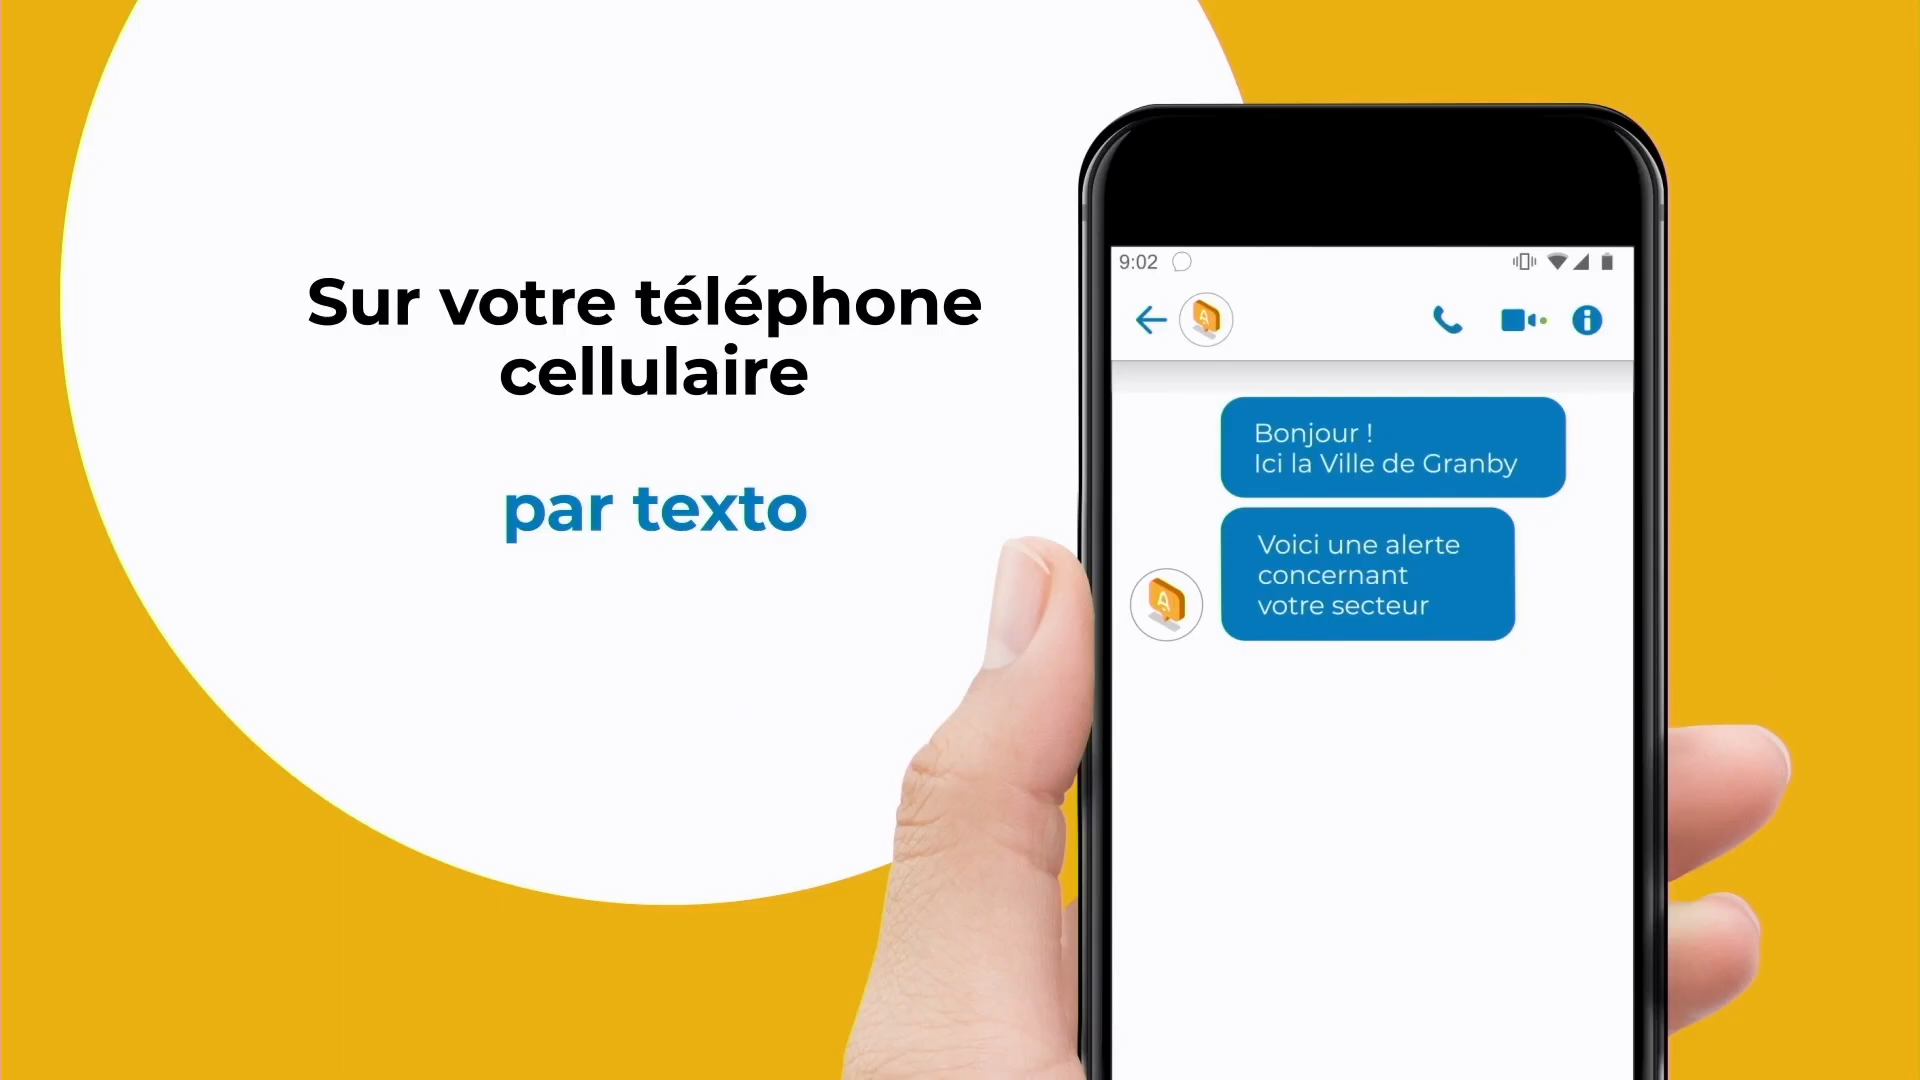 Sur votre téléphone
cellulaire
par texto
9:02
A
Bonjour !
Ici la Ville de Granby
Voici une alerte
concernant
votre secteur
A